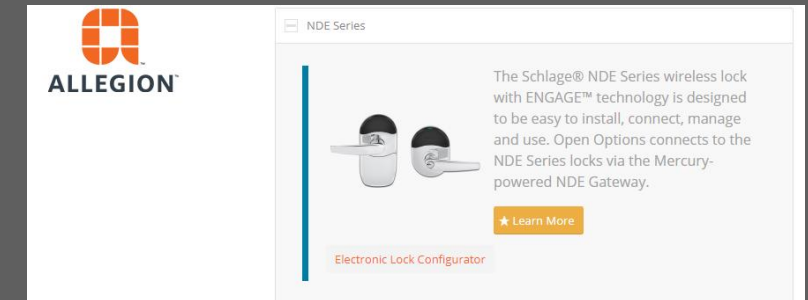 ALLEGION™
NDE Series
The Schlage® NDE Series wireless lock
with ENGAGE™ technology is designed
to be easy to install, connect, manage
and use. Open Options connects to the
NDE Series locks via the Mercury-
powered NDE Gateway.
★ Learn More
Electronic Lock Configurator